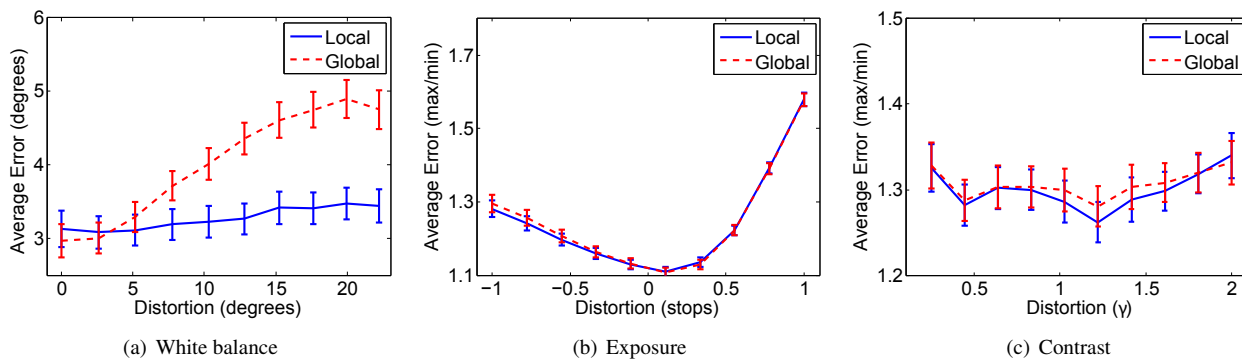 6
5
4
3
Average Error (degrees)
0 5 10 15 20
Distortion (degrees)
Local
Global
(a) White balance
1.7
1.5
1.3
1.1
Average Error (max/min)
−1 −0.5 0 0.5 1
Distortion (stops)
Local
Global
(b) Exposure
1.5
1.4
1.3
1.2
Average Error (max/min)
0.5 1 1.5 2
Distortion (γ)
Local
Global
(c) Contrast